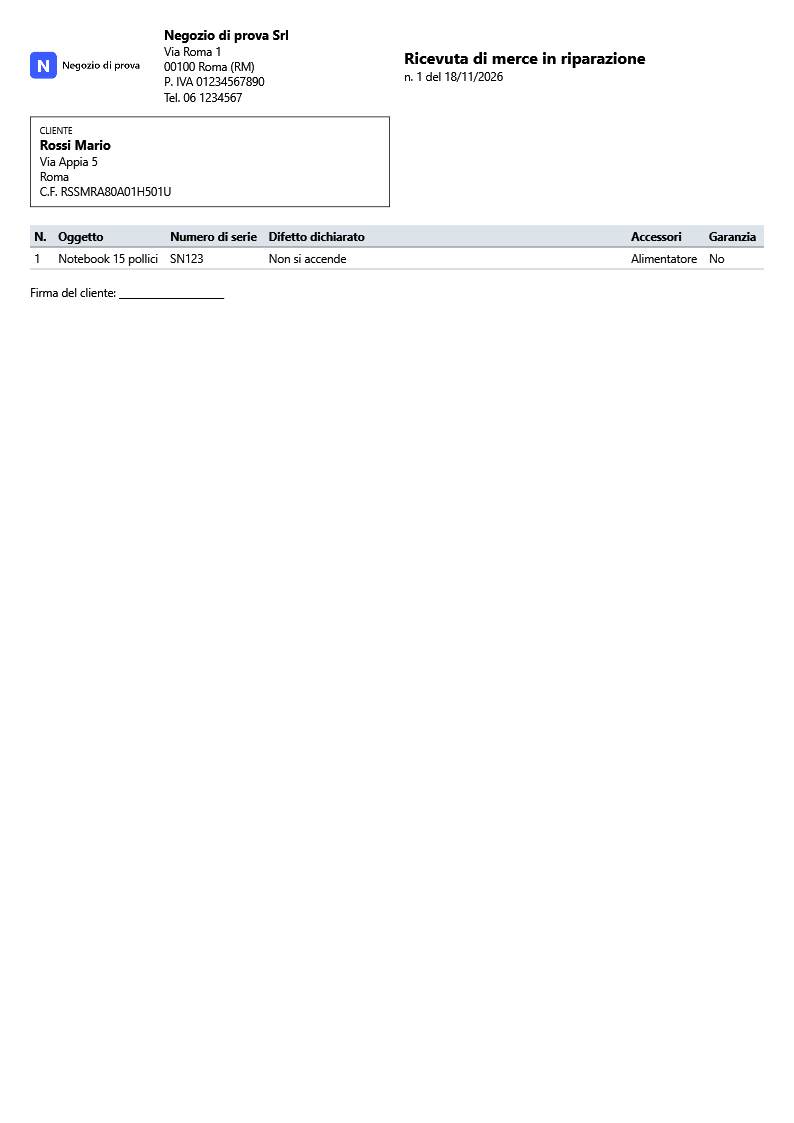 N Negozio di prova
Negozio di prova Srl
Via Roma 1
00100 Roma (RM)
P. IVA 01234567890
Tel. 06 1234567
Ricevuta di merce in riparazione
n. 1 del 18/11/2026
CLIENTE
Rossi Mario
Via Appia 5
Roma
C.F. RSSMRA80A01H501U
N. Oggetto Numero di serie Difetto dichiarato Accessori Garanzia
1 Notebook 15 pollici SN123 Non si accende Alimentatore No
Firma del cliente: _________________